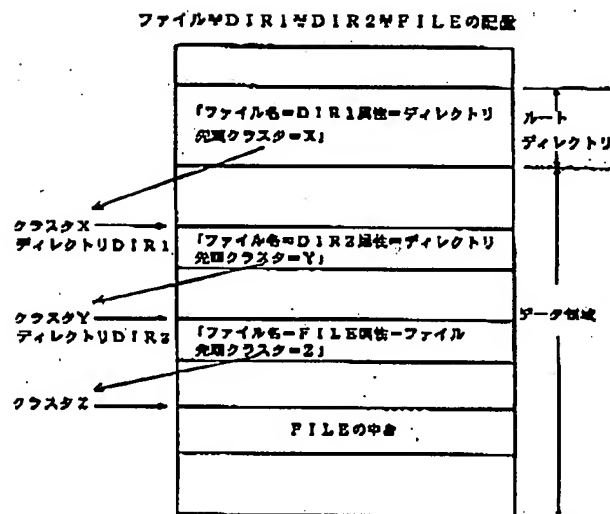 ファイル¥DIR1¥DIR2¥FILEの配置
「ファイル名=DIR1属性=ディレクトリ
先頭クラスタ=X」
ルート
ディレクトリ
クラスタX
ディレクトリDIR1
「ファイル名=DIR2属性=ディレクトリ
先頭クラスタ=Y」
クラスタY
ディレクトリDIR2
「ファイル名=FILE属性=ファイル
先頭クラスタ=Z」
データ領域
クラスタZ
FILEの中身